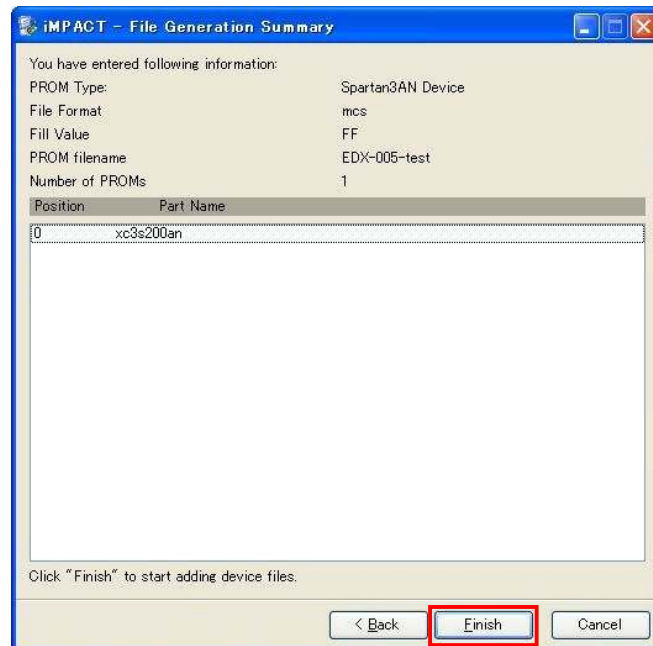 iMPACT - File Generation Summary
You have entered following information:
PROM Type: Spartan3AN Device
File Format mcs
Fill Value FF
PROM filename EDX-005-test
Number of PROMs 1
Position Part Name
0 xc3s200an
Click "Finish" to start adding device files.
< Back Finish Cancel